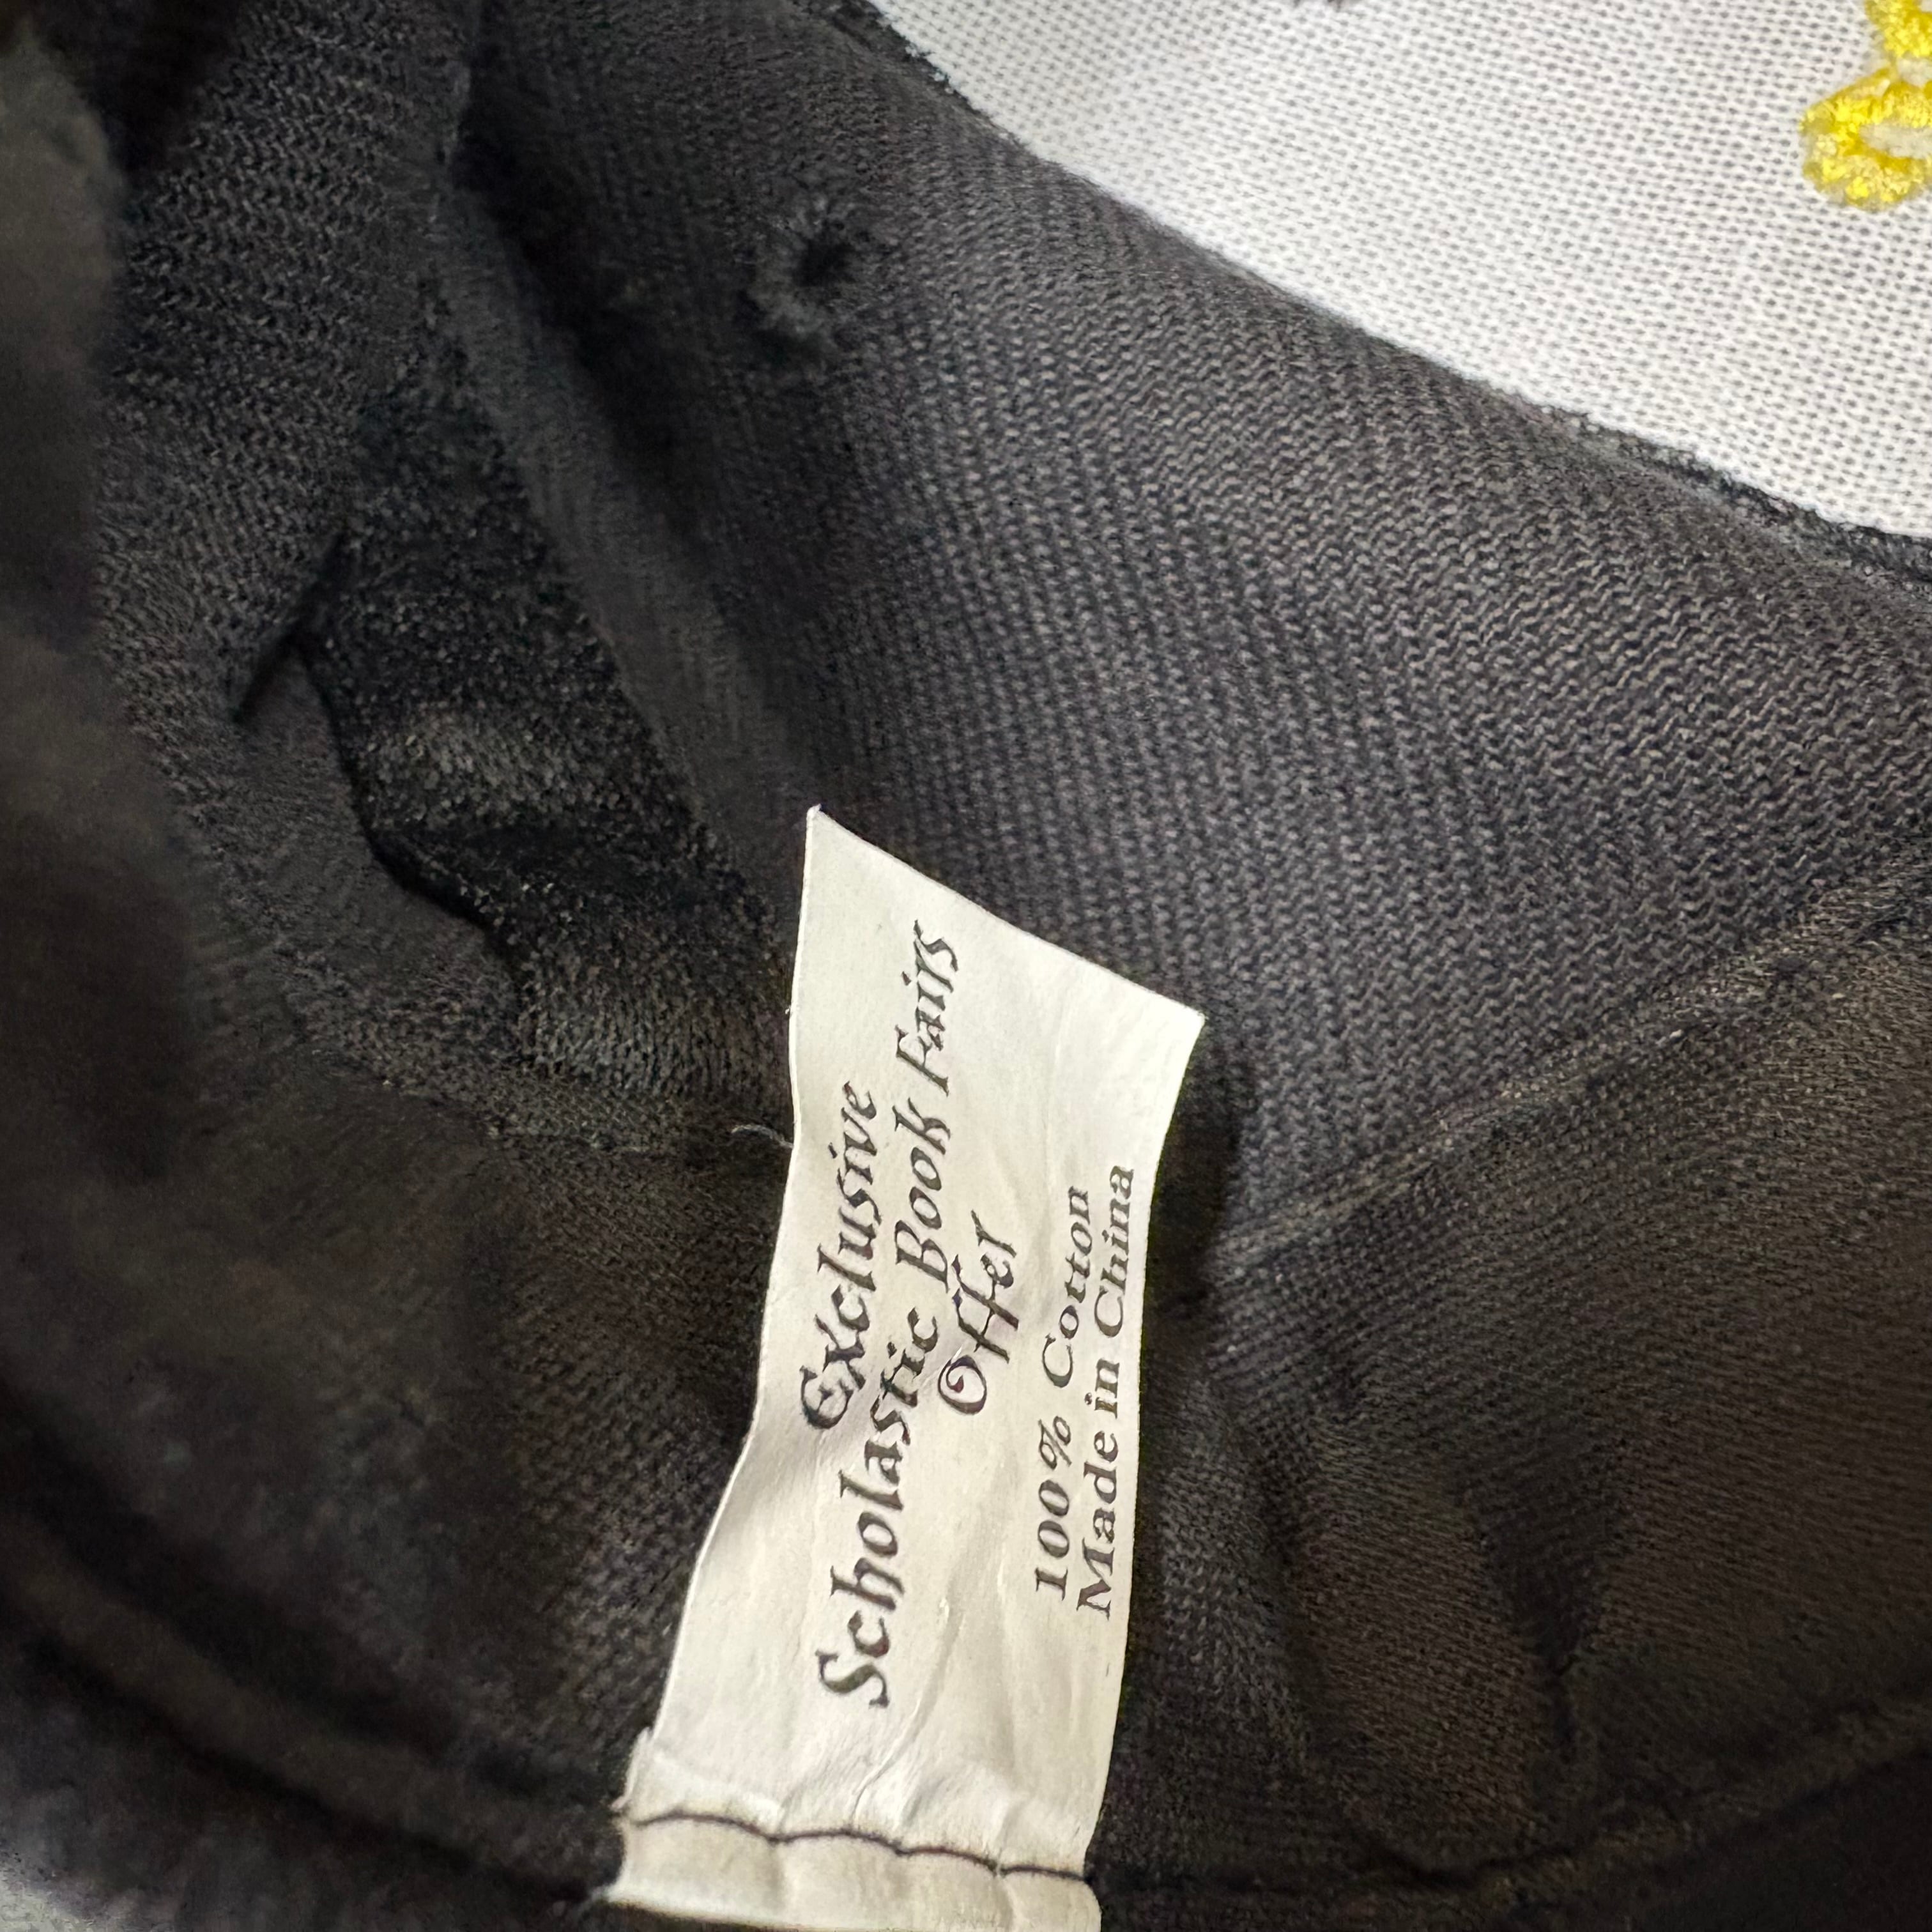 Exclusive
Scholastic Book Fairs
Offer
100% Cotton
Made in China